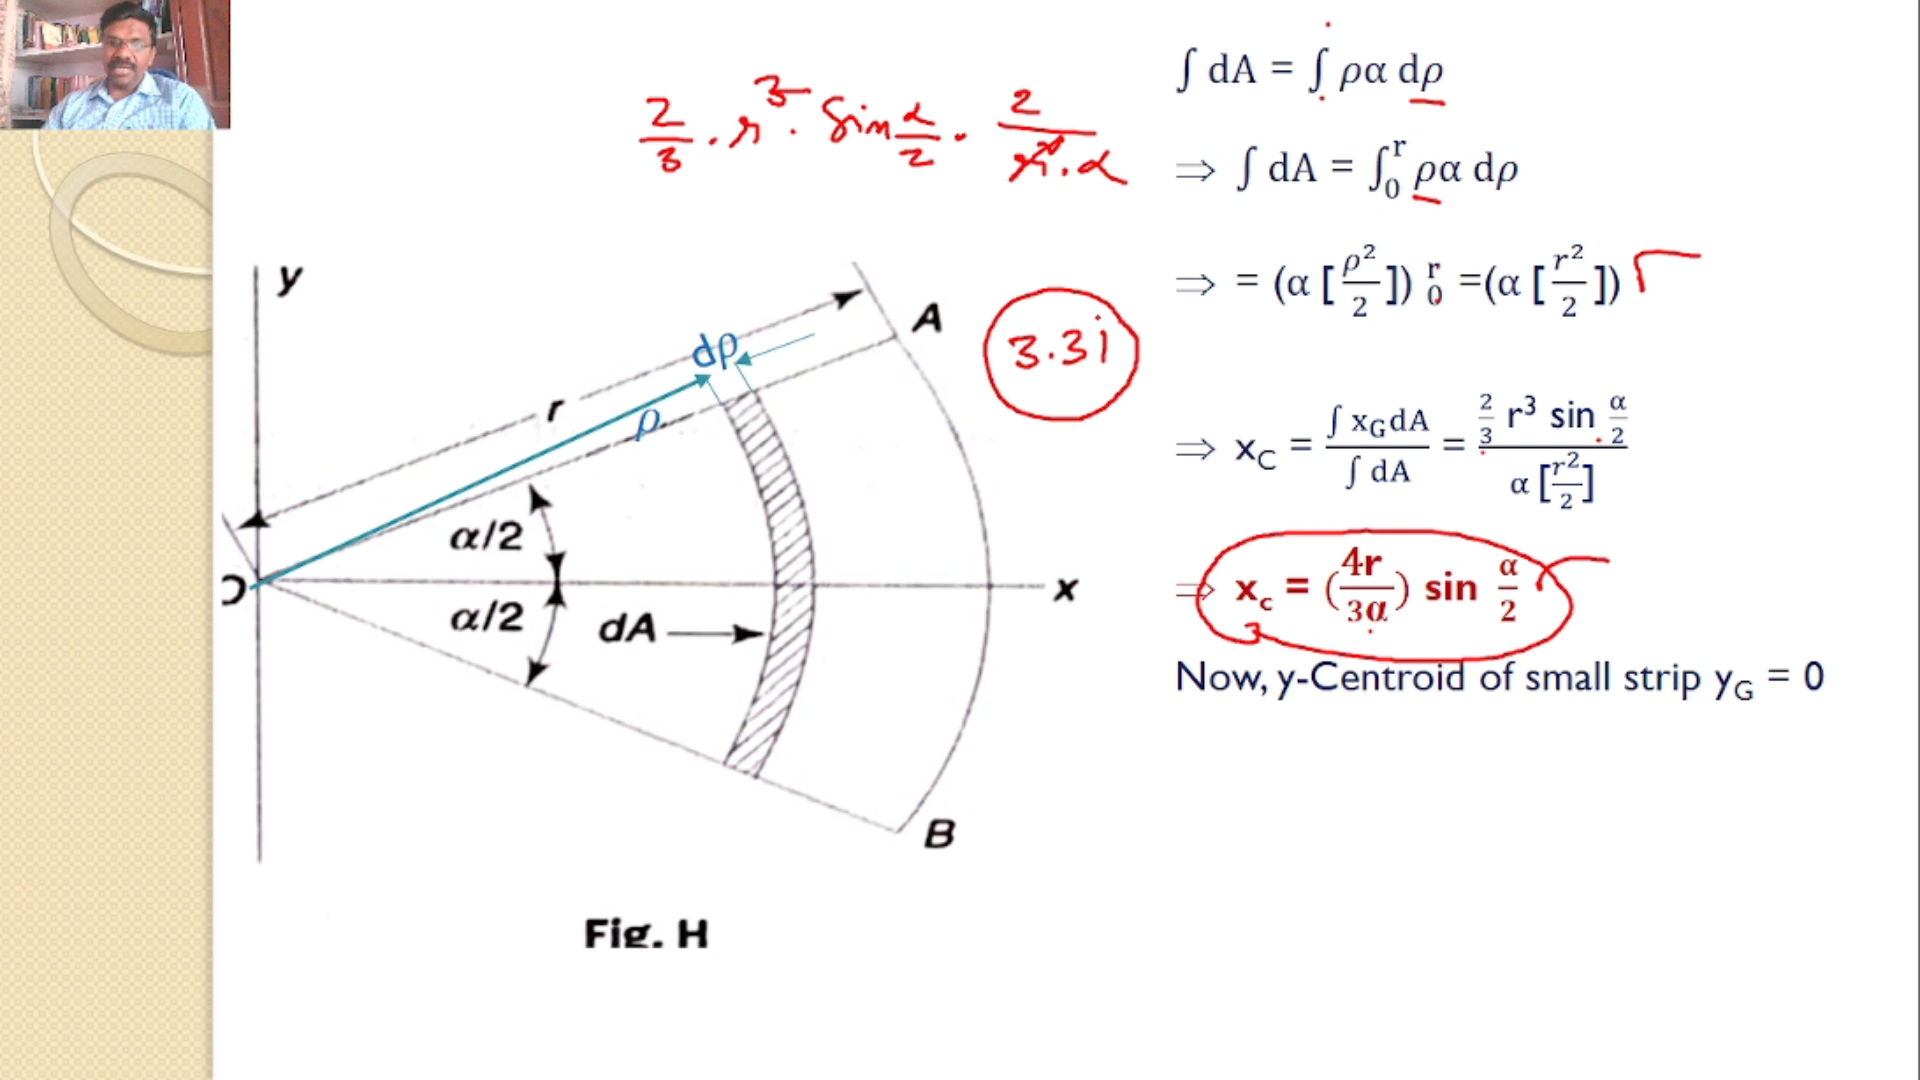 ∫ dA = ∫ ρα dρ
2/3 · r³ · Sin α/2 · 2/(r² · α)
⇒ ∫ dA = ∫₀ʳ ρα dρ
⇒ = (α [ρ²/2]) ʳ₀ =(α [r²/2])
y
A
dρ
3.3i
r
ρ
⇒ x_C = ∫ x_G dA / ∫ dA = 2/3 r³ sin α/2 / α [r²/2]
α/2
O
x
⇒ x_c = (4r/3α) sin α/2
α/2
dA
Now, y-Centroid of small strip y_G = 0
B
Fig. H